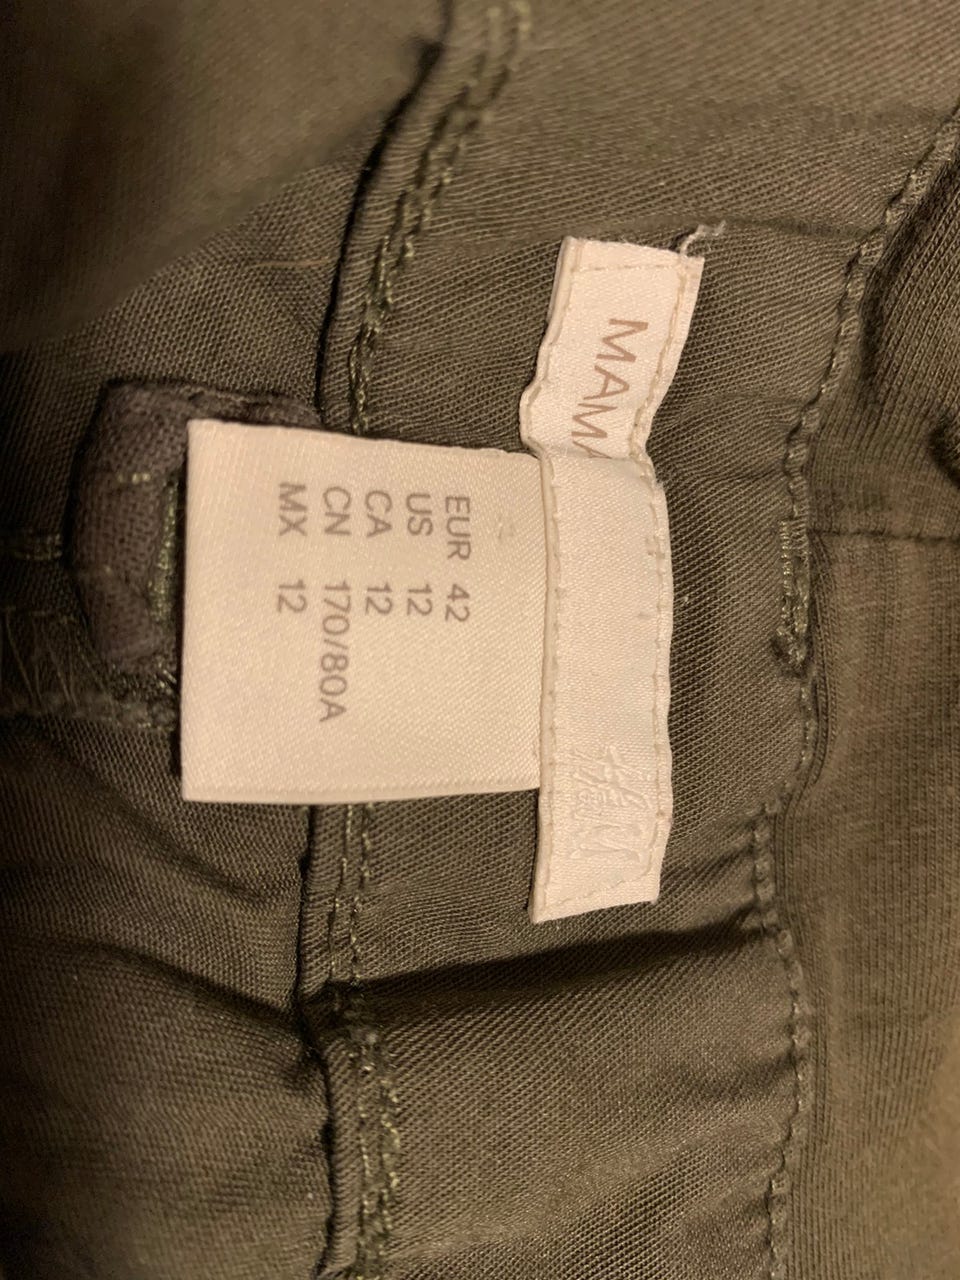 MAMA
H&M
EUR 42
US 12
CA 12
CN 170/80A
MX 12